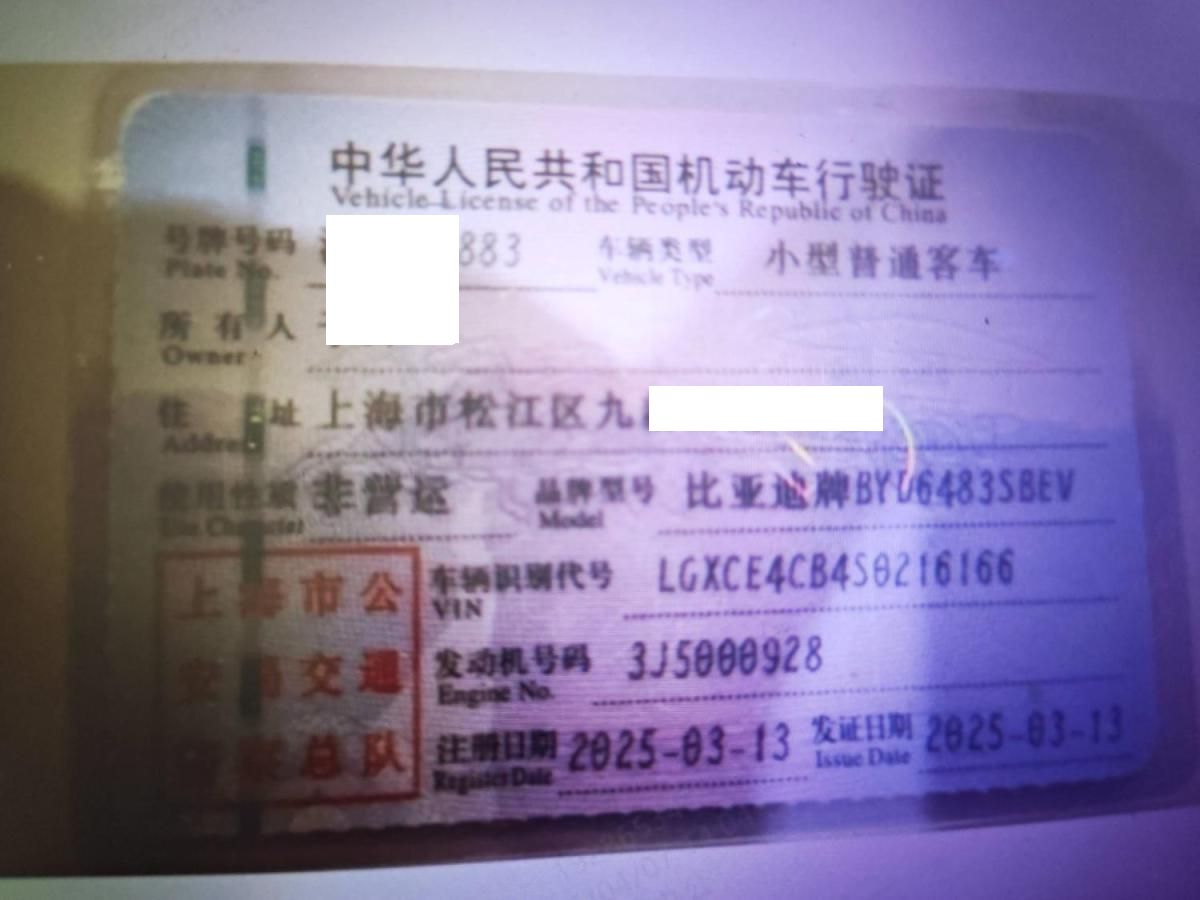 中华人民共和国机动车行驶证
Vehicle License of the People's Republic of China
号牌号码 883 车辆类型 小型普通客车
Plate No. Vehicle Type
所有人
Owner
住址 上海市松江区九
Address
使用性质 非营运 品牌型号 比亚迪牌BYD6483SBEV
Use Character Model
车辆识别代号 LGXCE4CB4S0216166
VIN
发动机号码 3J5000928
Engine No.
注册日期 2025-03-13 发证日期 2025-03-13
Register Date Issue Date
上海市公
安局交通
警察总队